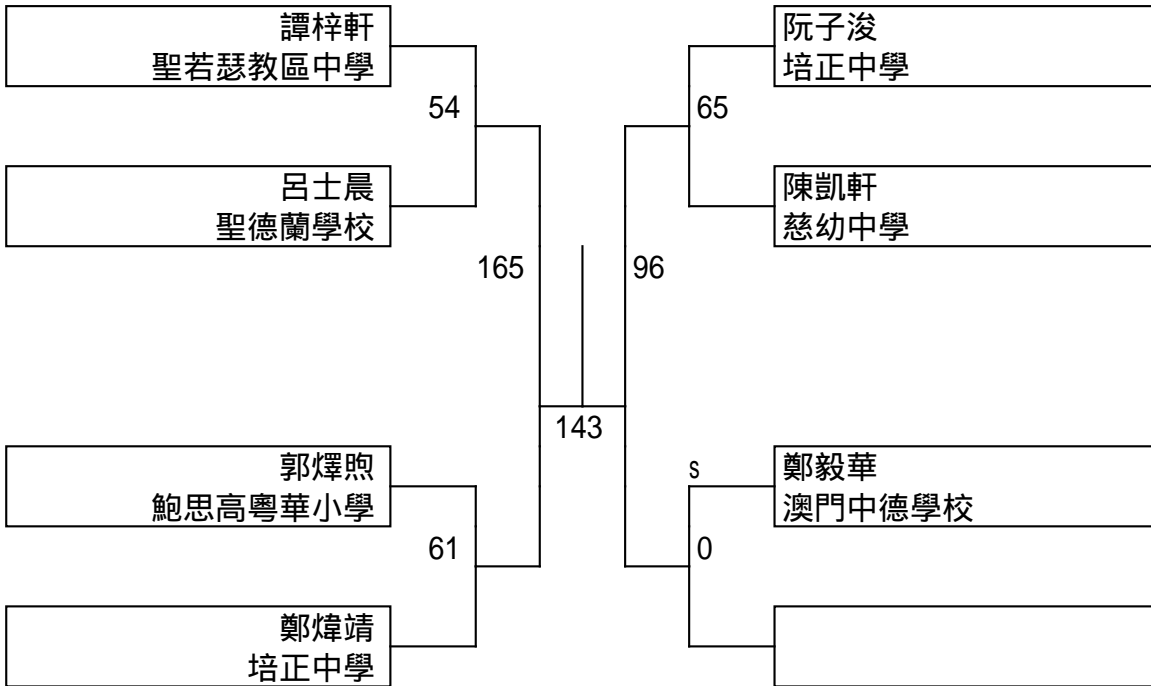 譚梓軒
聖若瑟教區中學
54
呂士晨
聖德蘭學校
165
郭燡煦
鮑思高粵華小學
61
鄭煒靖
培正中學
143
阮子浚
培正中學
65
陳凱軒
慈幼中學
96
s
鄭毅華
澳門中德學校
0